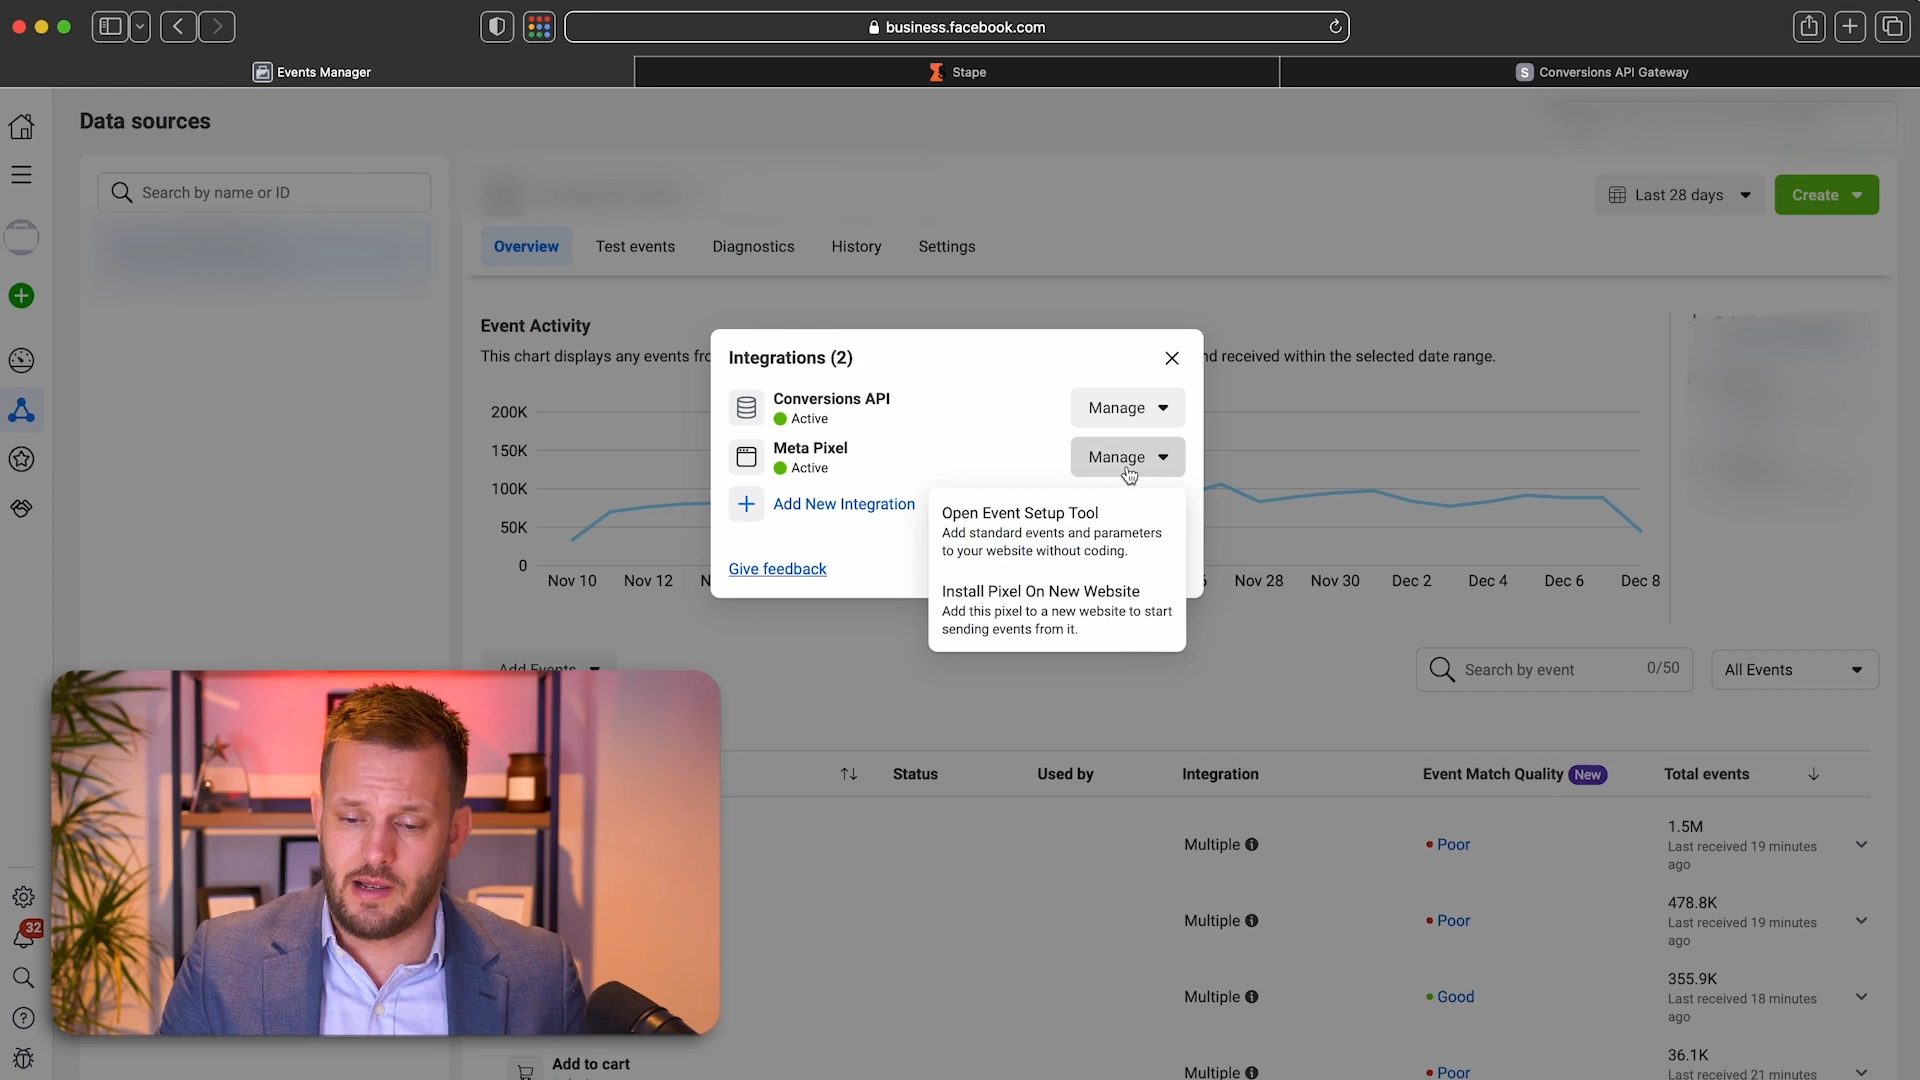 business.facebook.com
Events Manager
Stape
S
Conversions API Gateway
Data sources
Search by name or ID
Last 28 days
Create
Overview
Test events
Diagnostics
History
Settings
Event Activity
This chart displays any events fr
nd received within the selected date range.
200K
150K
100K
50K
0
Nov 10
Nov 12
N
Nov 28
Nov 30
Dec 2
Dec 4
Dec 6
Dec 8
Integrations (2)
Conversions API
Active
Manage
Meta Pixel
Active
Manage
Add New Integration
Give feedback
Open Event Setup Tool
Add standard events and parameters
to your website without coding.
Install Pixel On New Website
Add this pixel to a new website to start
sending events from it.
Add Events
Search by event
0/50
All Events
Status
Used by
Integration
Event Match Quality New
Total events
Multiple
Poor
1.5M
Last received 19 minutes
ago
Multiple
Poor
478.8K
Last received 19 minutes
ago
Multiple
Good
355.9K
Last received 18 minutes
ago
Add to cart
Multiple
Poor
36.1K
Last received 21 minutes
32